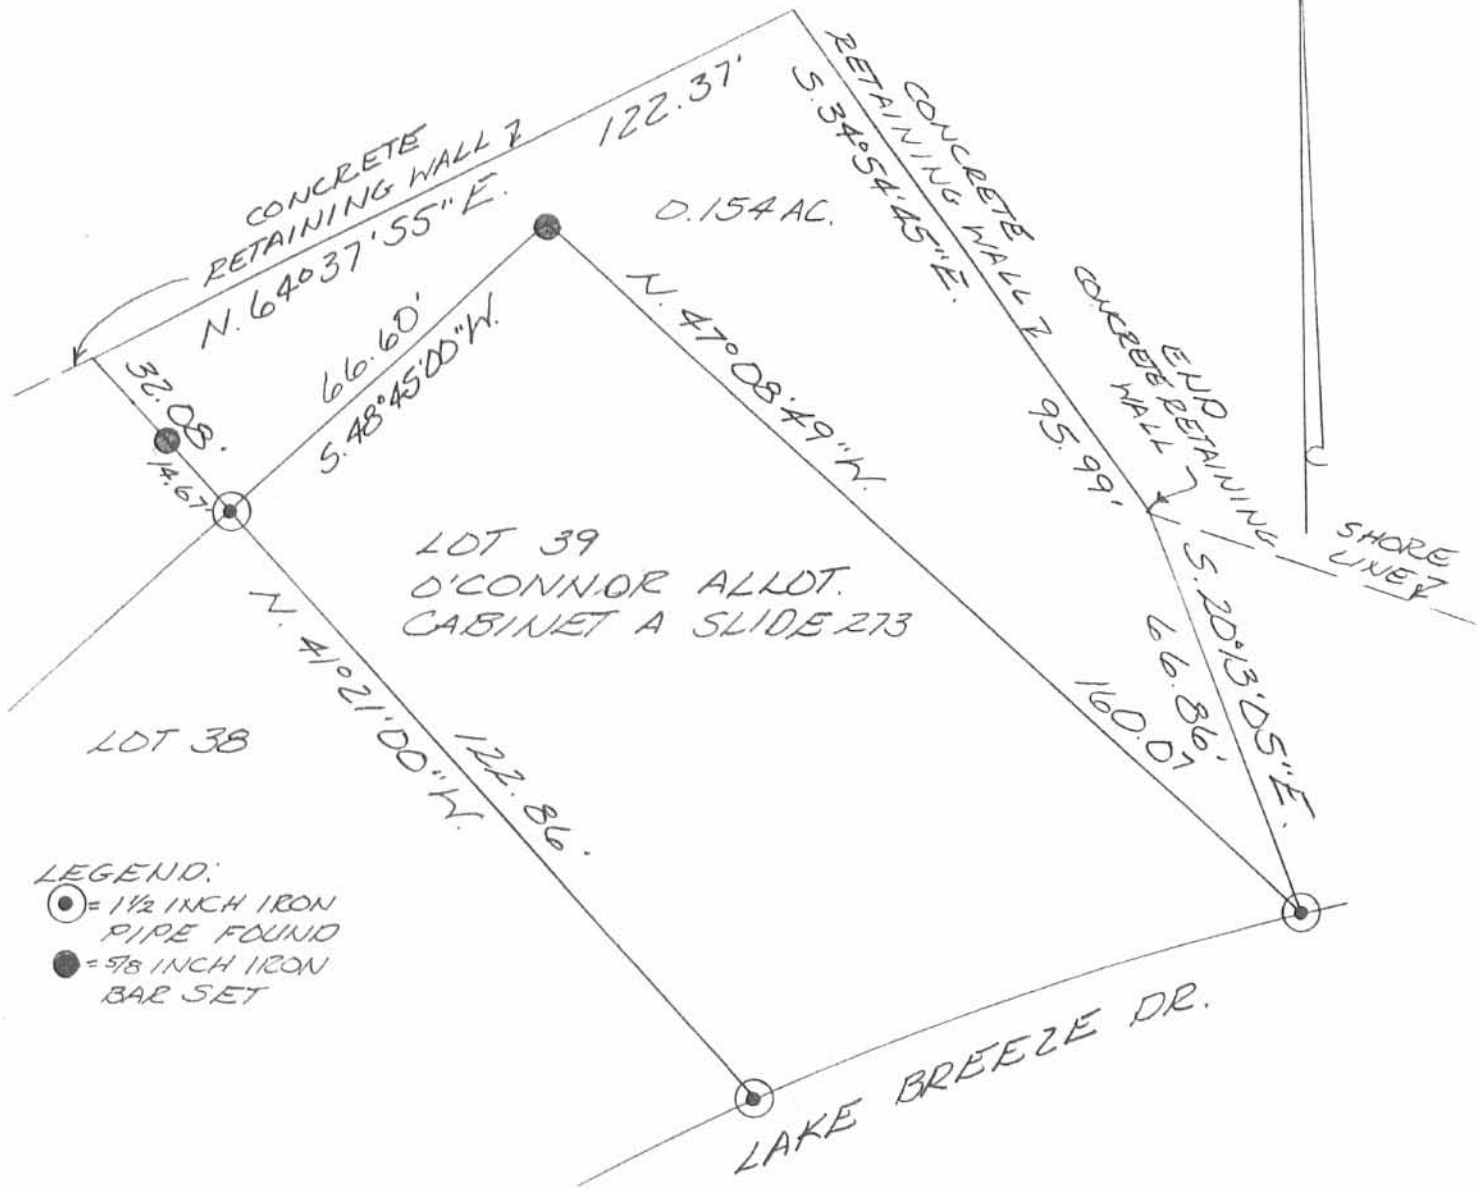 CONCRETE
RETAINING WALL
N. 64°37'55" E.
122.37'
CONCRETE
RETAINING WALL
S. 34°54'45" E.
95.99'
0.154 AC.
END
CONCRETE RETAINING
WALL
SHORE
LINE
32.08'
14.67'
66.60'
S. 48°45'00" W.
N. 47°08'49" W.
160.07
S. 20°13'05" E.
66.86'
LOT 39
O'CONNOR ALLOT.
CABINET A SLIDE 273
N. 41°21'00" W.
122.86'
LOT 38
LEGEND:
= 1½ INCH IRON
PIPE FOUND
= 5/8 INCH IRON
BAR SET
LAKE BREEZE DR.